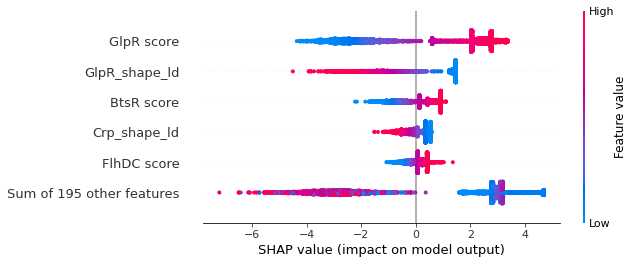 High
GlpR score
GlpR_shape_ld
BtsR score
Crp_shape_ld
FlhDC score
Sum of 195 other features
Feature value
Low
−6 −4 −2 0 2 4
SHAP value (impact on model output)